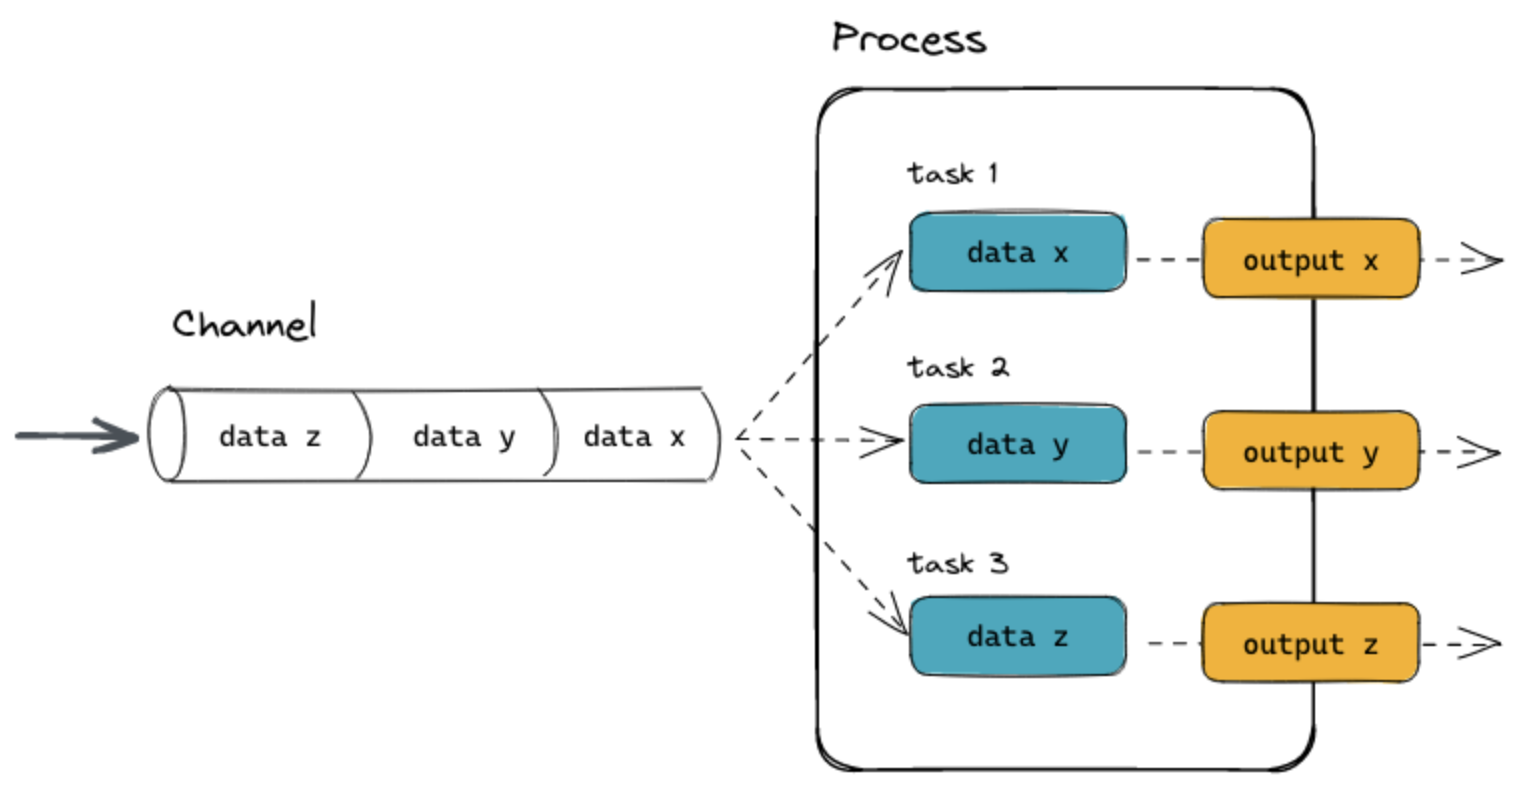 Process
task 1
data x
output x
Channel
task 2
data z
data y
data x
data y
output y
task 3
data z
output z